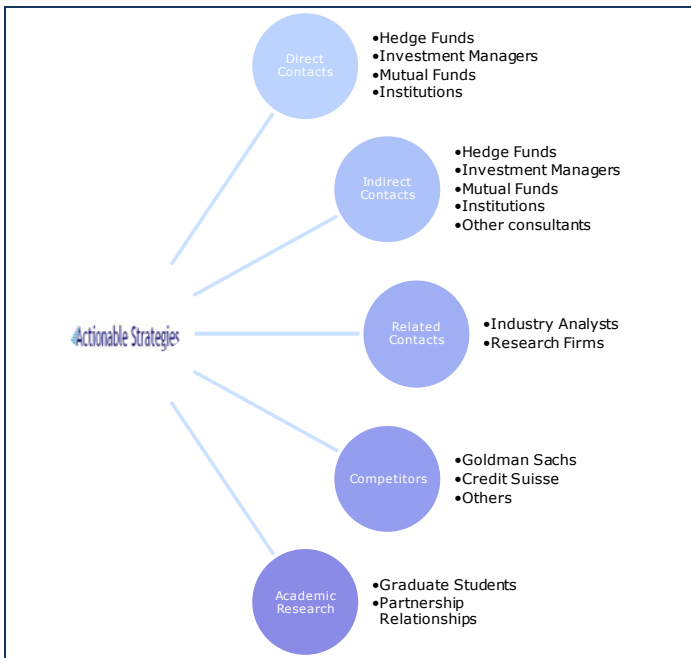 Direct
Contacts
•Hedge Funds
•Investment Managers
•Mutual Funds
•Institutions
Indirect
Contacts
•Hedge Funds
•Investment Managers
•Mutual Funds
•Institutions
•Other consultants
Actionable Strategies
Related
Contacts
•Industry Analysts
•Research Firms
Competitors
•Goldman Sachs
•Credit Suisse
•Others
Academic
Research
•Graduate Students
•Partnership
Relationships